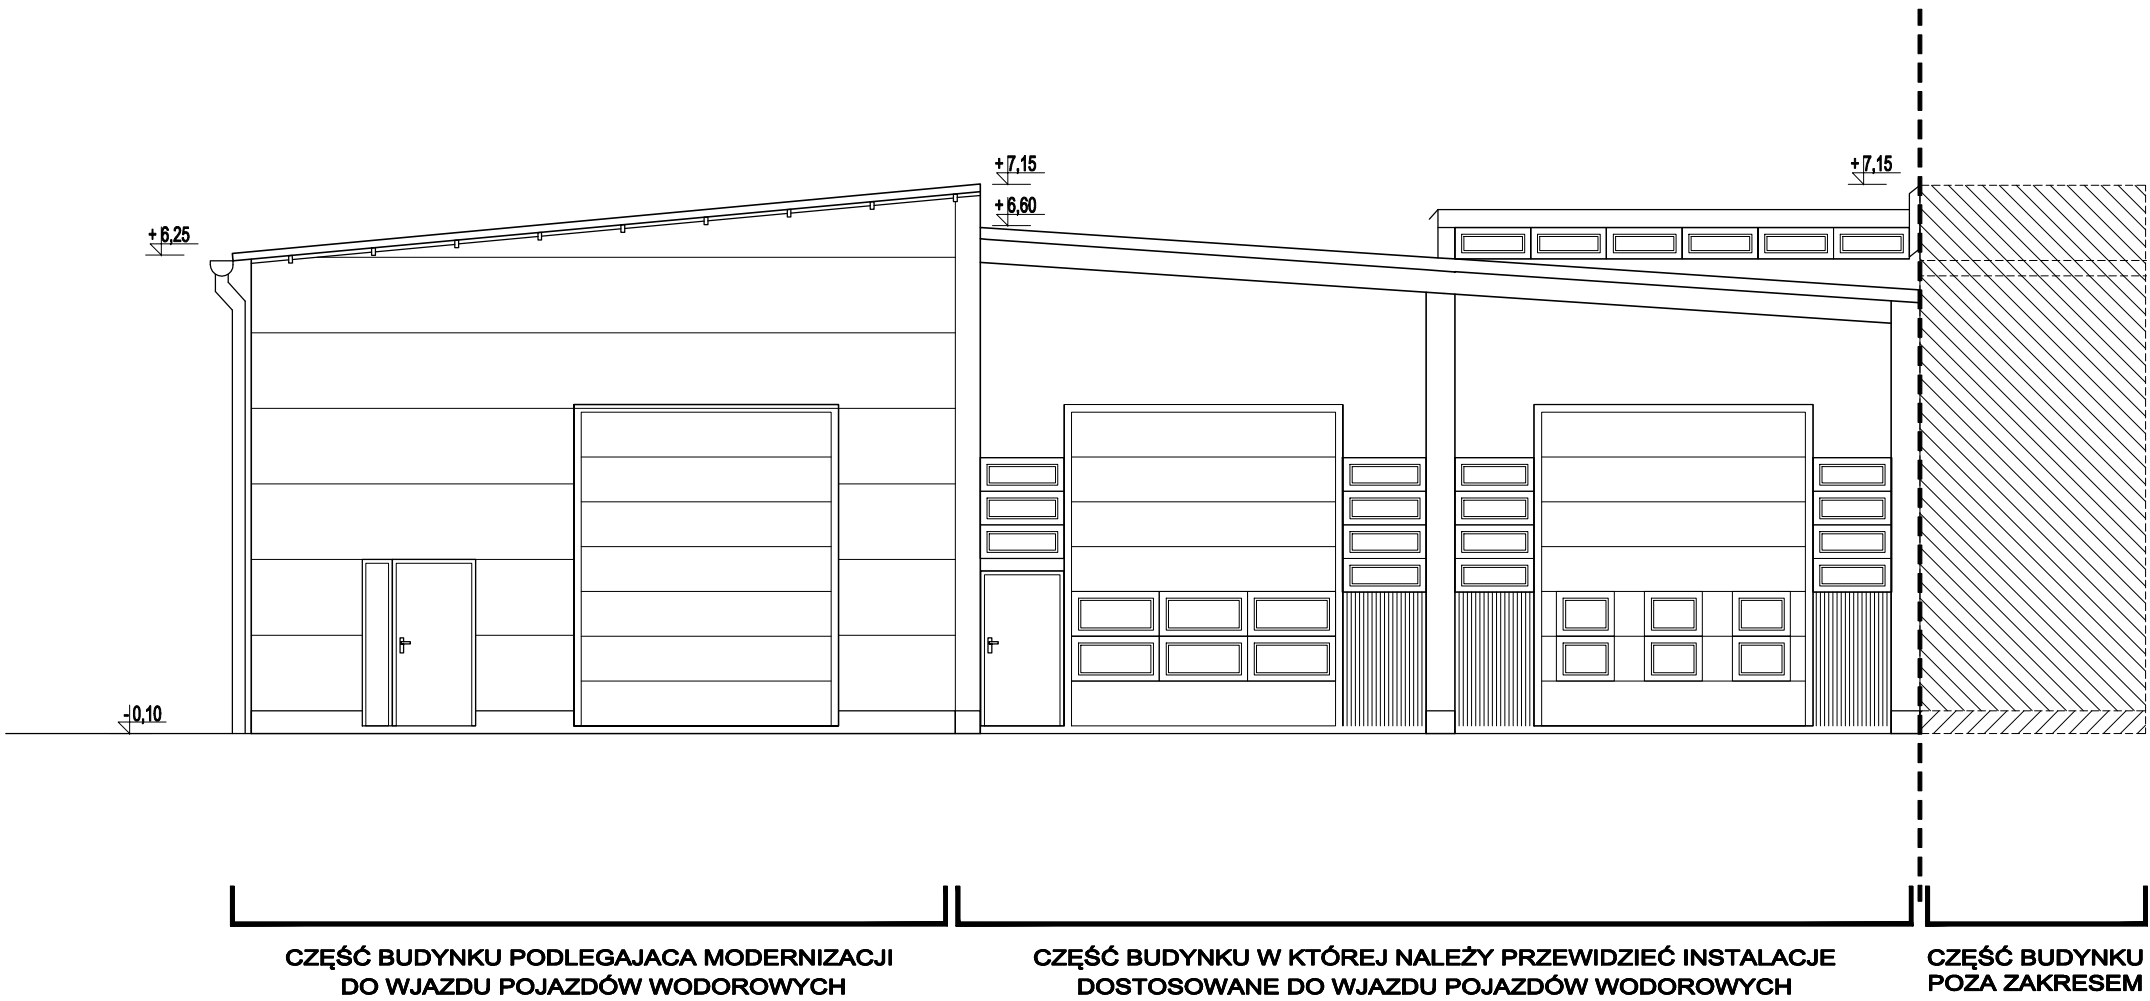 + 7,15
+ 7,15
+ 6,60
+ 6,25
- 0,10
CZĘŚĆ BUDYNKU PODLEGAJACA MODERNIZACJI
DO WJAZDU POJAZDÓW WODOROWYCH
CZĘŚĆ BUDYNKU W KTÓREJ NALEŻY PRZEWIDZIEĆ INSTALACJE
DOSTOSOWANE DO WJAZDU POJAZDÓW WODOROWYCH
CZĘŚĆ BUDYNKU
POZA ZAKRESEM